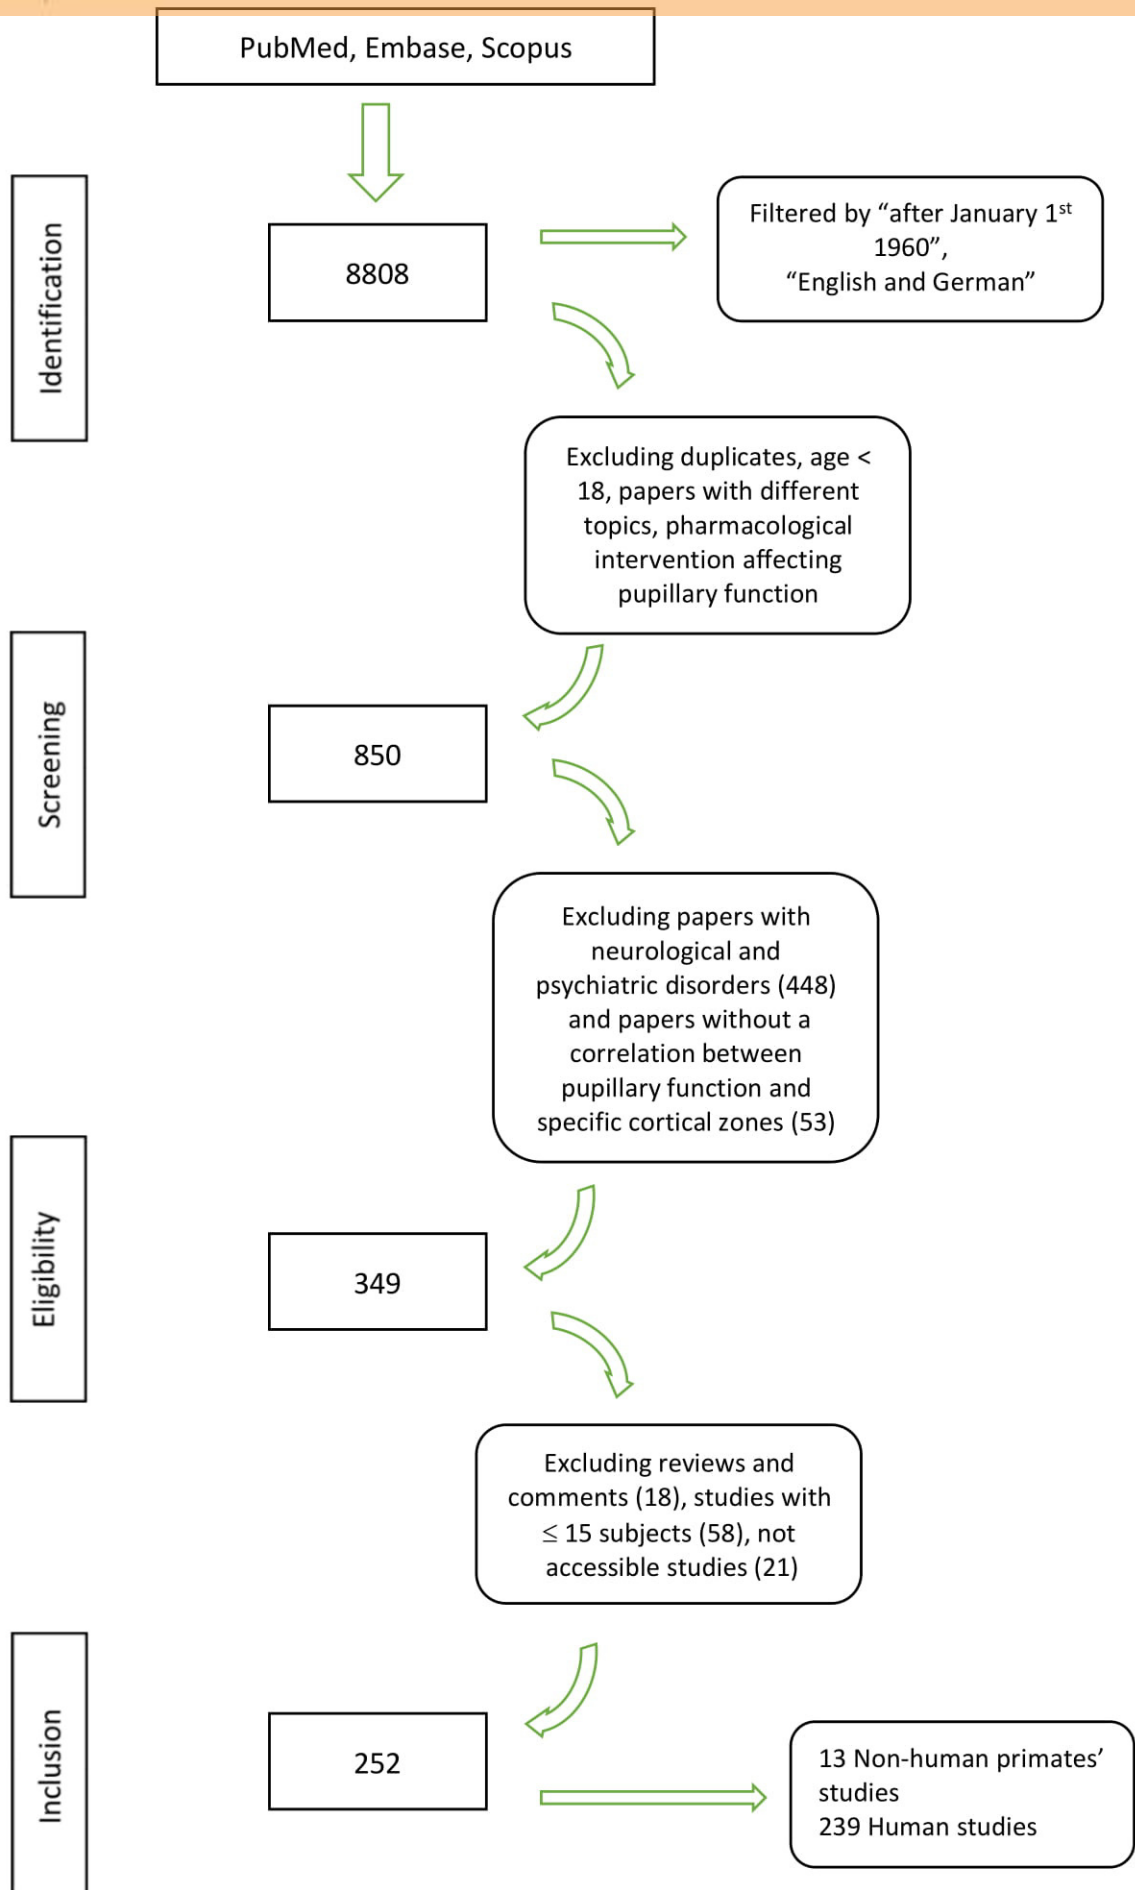 PubMed, Embase, Scopus
Identification
8808
Filtered by “after January 1st
1960”,
“English and German”
Excluding duplicates, age <
18, papers with different
topics, pharmacological
intervention affecting
pupillary function
Screening
850
Excluding papers with
neurological and
psychiatric disorders (448)
and papers without a
correlation between
pupillary function and
specific cortical zones (53)
Eligibility
349
Excluding reviews and
comments (18), studies with
≤ 15 subjects (58), not
accessible studies (21)
Inclusion
252
13 Non-human primates’
studies
239 Human studies